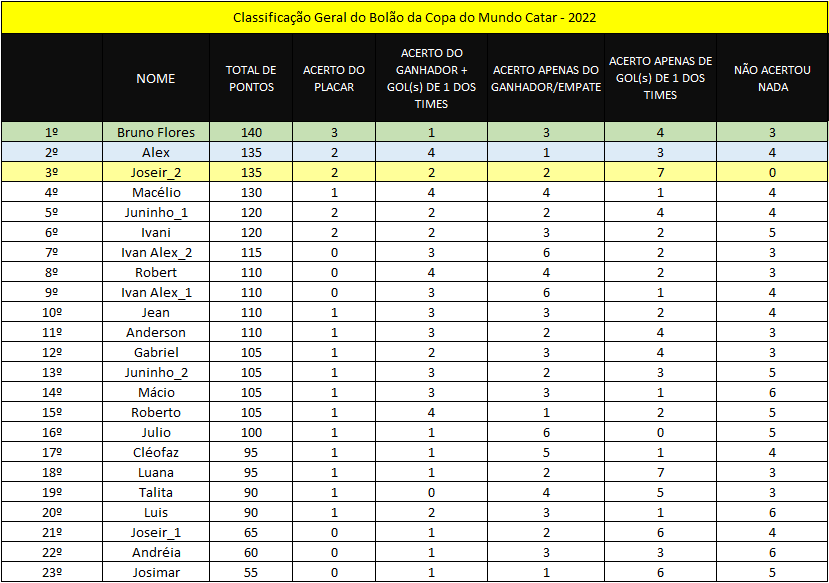 Classificação Geral do Bolão da Copa do Mundo Catar - 2022
NOME TOTAL DE PONTOS ACERTO DO PLACAR ACERTO DO GANHADOR + GOL(s) DE 1 DOS TIMES ACERTO APENAS DO GANHADOR/EMPATE ACERTO APENAS DE GOL(s) DE 1 DOS TIMES NÃO ACERTOU NADA
1º Bruno Flores 140 3 1 3 4 3
2º Alex 135 2 4 1 3 4
3º Joseir_2 135 2 2 2 7 0
4º Macélio 130 1 4 4 1 4
5º Juninho_1 120 2 2 2 4 4
6º Ivani 120 2 2 3 2 5
7º Ivan Alex_2 115 0 3 6 2 3
8º Robert 110 0 4 4 2 3
9º Ivan Alex_1 110 0 3 6 1 4
10º Jean 110 1 3 3 2 4
11º Anderson 110 1 3 2 4 3
12º Gabriel 105 1 2 3 4 3
13º Juninho_2 105 1 3 2 3 5
14º Mácio 105 1 3 3 1 6
15º Roberto 105 1 4 1 2 5
16º Julio 100 1 1 6 0 5
17º Cléofaz 95 1 1 5 1 4
18º Luana 95 1 1 2 7 3
19º Talita 90 1 0 4 5 3
20º Luis 90 1 2 3 1 6
21º Joseir_1 65 0 1 2 6 4
22º Andréia 60 0 1 3 3 6
23º Josimar 55 0 1 1 6 5